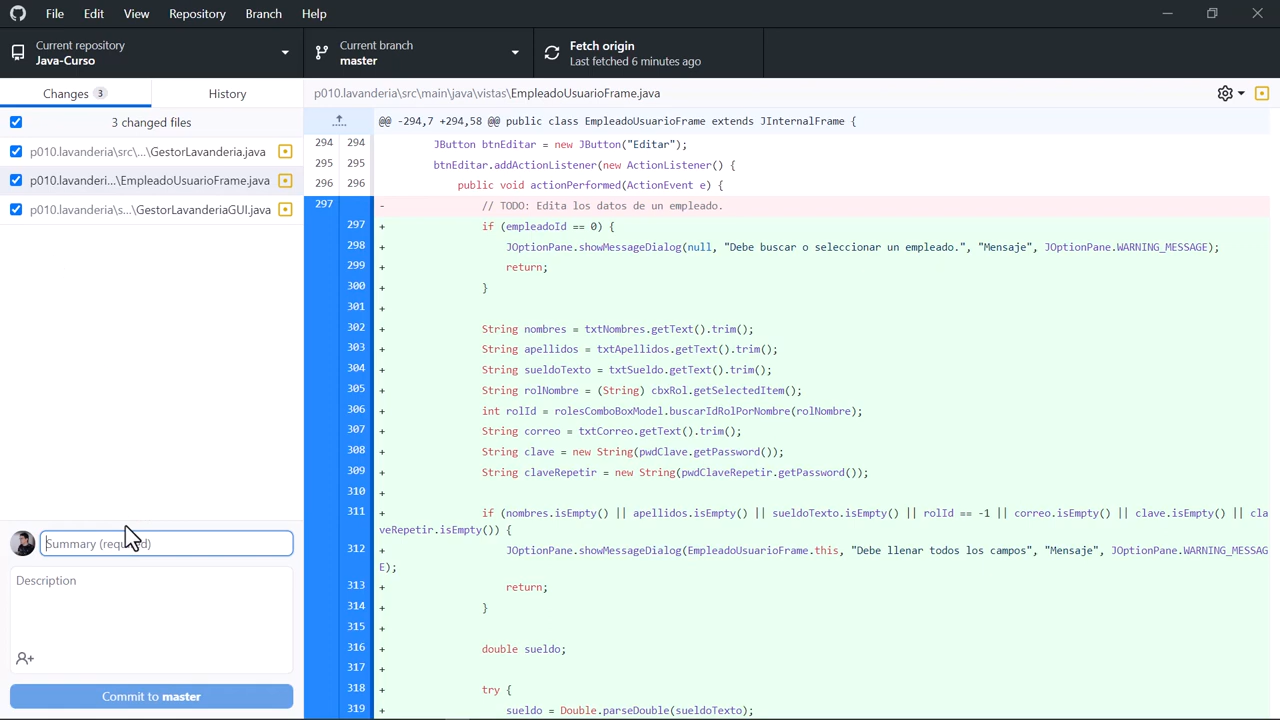 File Edit View Repository Branch Help
Current repository
Java-Curso
Current branch
master
Fetch origin
Last fetched 6 minutes ago
Changes 3
History
3 changed files
p010.lavanderia\src\...\GestorLavanderia.java
p010.lavanderi...\EmpleadoUsuarioFrame.java
p010.lavanderia\s...\GestorLavanderiaGUI.java
Summary (required)
Description
Commit to master
p010.lavanderia\src\main\java\vistas\EmpleadoUsuarioFrame.java
@@ -294,7 +294,58 @@ public class EmpleadoUsuarioFrame extends JInternalFrame {
294 294 JButton btnEditar = new JButton("Editar");
295 295 btnEditar.addActionListener(new ActionListener() {
296 296 public void actionPerformed(ActionEvent e) {
297 - // TODO: Edita los datos de un empleado.
297 + if (empleadoId == 0) {
298 + JOptionPane.showMessageDialog(null, "Debe buscar o seleccionar un empleado.", "Mensaje", JOptionPane.WARNING_MESSAGE);
299 + return;
300 + }
301 +
302 + String nombres = txtNombres.getText().trim();
303 + String apellidos = txtApellidos.getText().trim();
304 + String sueldoTexto = txtSueldo.getText().trim();
305 + String rolNombre = (String) cbxRol.getSelectedItem();
306 + int rolId = rolesComboBoxModel.buscarIdRolPorNombre(rolNombre);
307 + String correo = txtCorreo.getText().trim();
308 + String clave = new String(pwdClave.getPassword());
309 + String claveRepetir = new String(pwdClaveRepetir.getPassword());
310 +
311 + if (nombres.isEmpty() || apellidos.isEmpty() || sueldoTexto.isEmpty() || rolId == -1 || correo.isEmpty() || clave.isEmpty() || cla
veRepetir.isEmpty()) {
312 + JOptionPane.showMessageDialog(EmpleadoUsuarioFrame.this, "Debe llenar todos los campos", "Mensaje", JOptionPane.WARNING_MESSAG
E);
313 + return;
314 + }
315 +
316 + double sueldo;
317 +
318 + try {
319 + sueldo = Double.parseDouble(sueldoTexto);